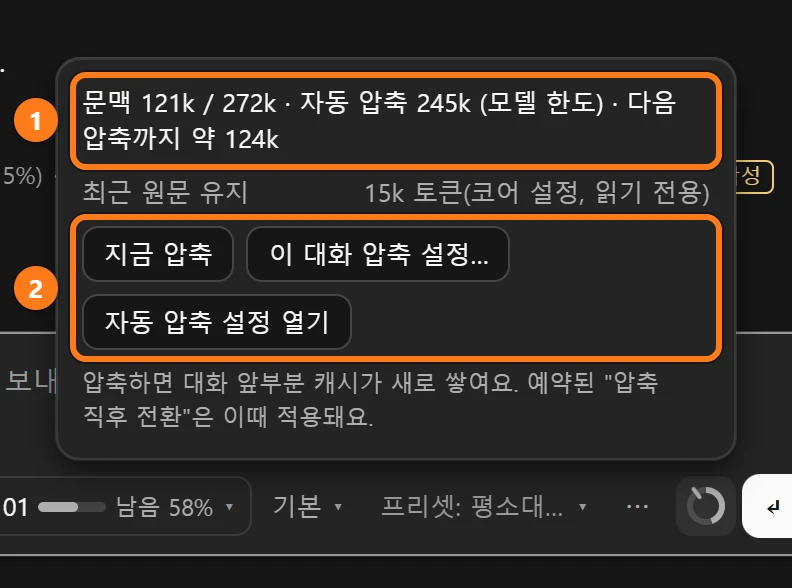 1
문맥 121k / 272k · 자동 압축 245k (모델 한도) · 다음
압축까지 약 124k
5%) ·
최근 원문 유지 15k 토큰(코어 설정, 읽기 전용)
성
2
지금 압축 이 대화 압축 설정...
자동 압축 설정 열기
보내
압축하면 대화 앞부분 캐시가 새로 쌓여요. 예약된 "압축
직후 전환"은 이때 적용돼요.
01 남음 58% ▾ 기본 ▾ 프리셋: 평소대... ▾ ···